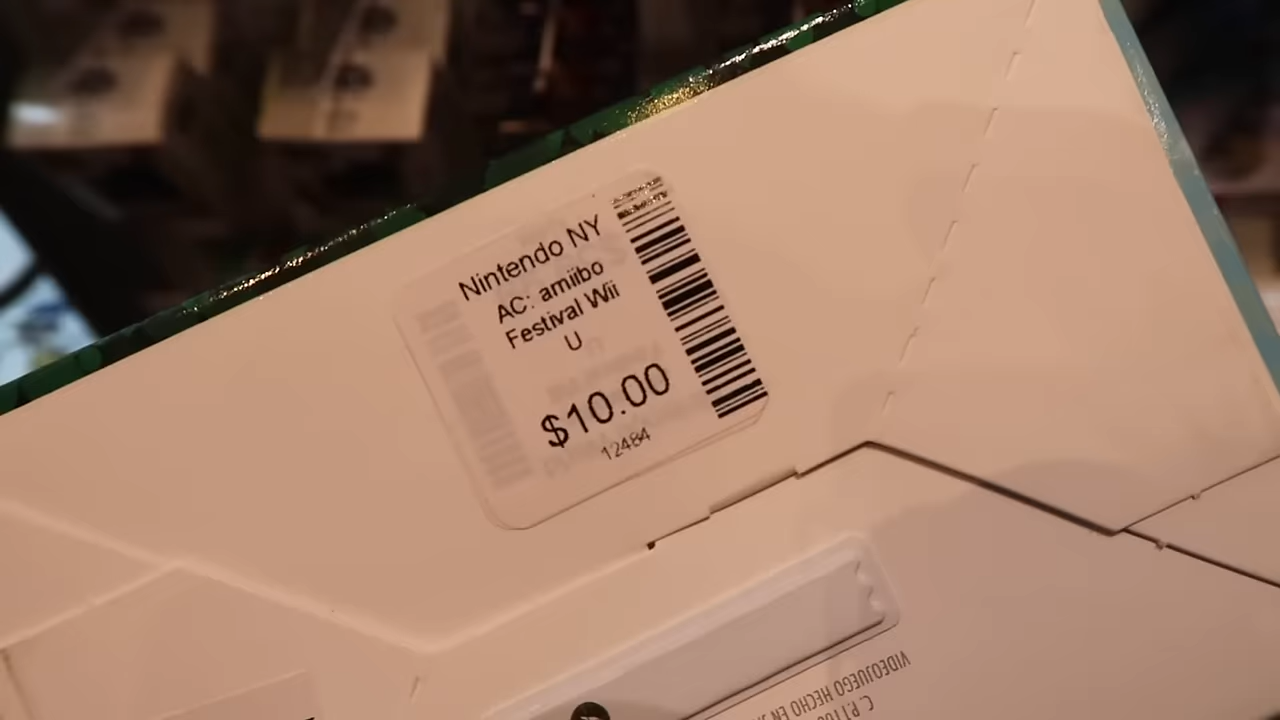 Nintendo NY
AC: amiibo
Festival Wii
U
$10.00
12484
VIDEOJUEGO HECHO EN
C.P.